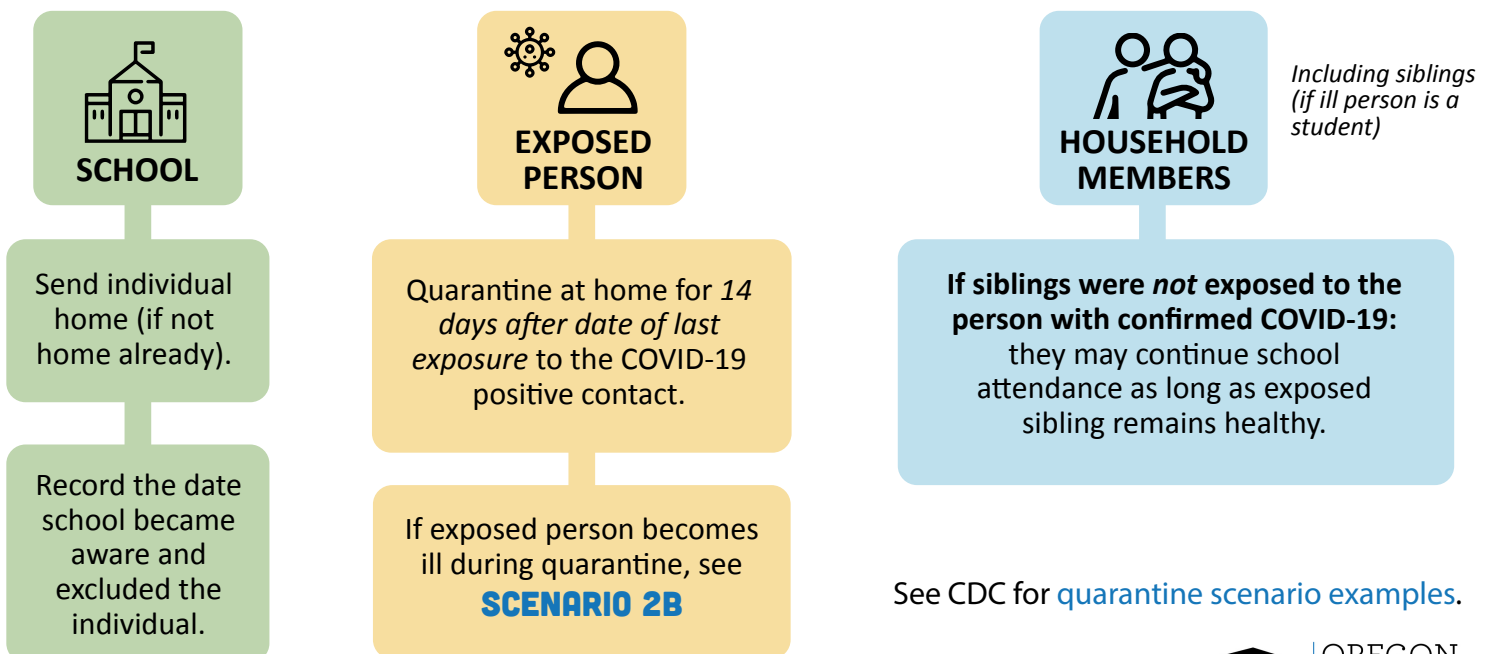 SCHOOL
Send individual
home (if not
home already).
Record the date
school became
aware and
excluded the
individual.
EXPOSED
PERSON
Quarantine at home for 14
days after date of last
exposure to the COVID-19
positive contact.
If exposed person becomes
ill during quarantine, see
SCENARIO 2B
HOUSEHOLD
MEMBERS
Including siblings
(if ill person is a
student)
If siblings were not exposed to the
person with confirmed COVID-19:
they may continue school
attendance as long as exposed
sibling remains healthy.
See CDC for quarantine scenario examples.
OREGON